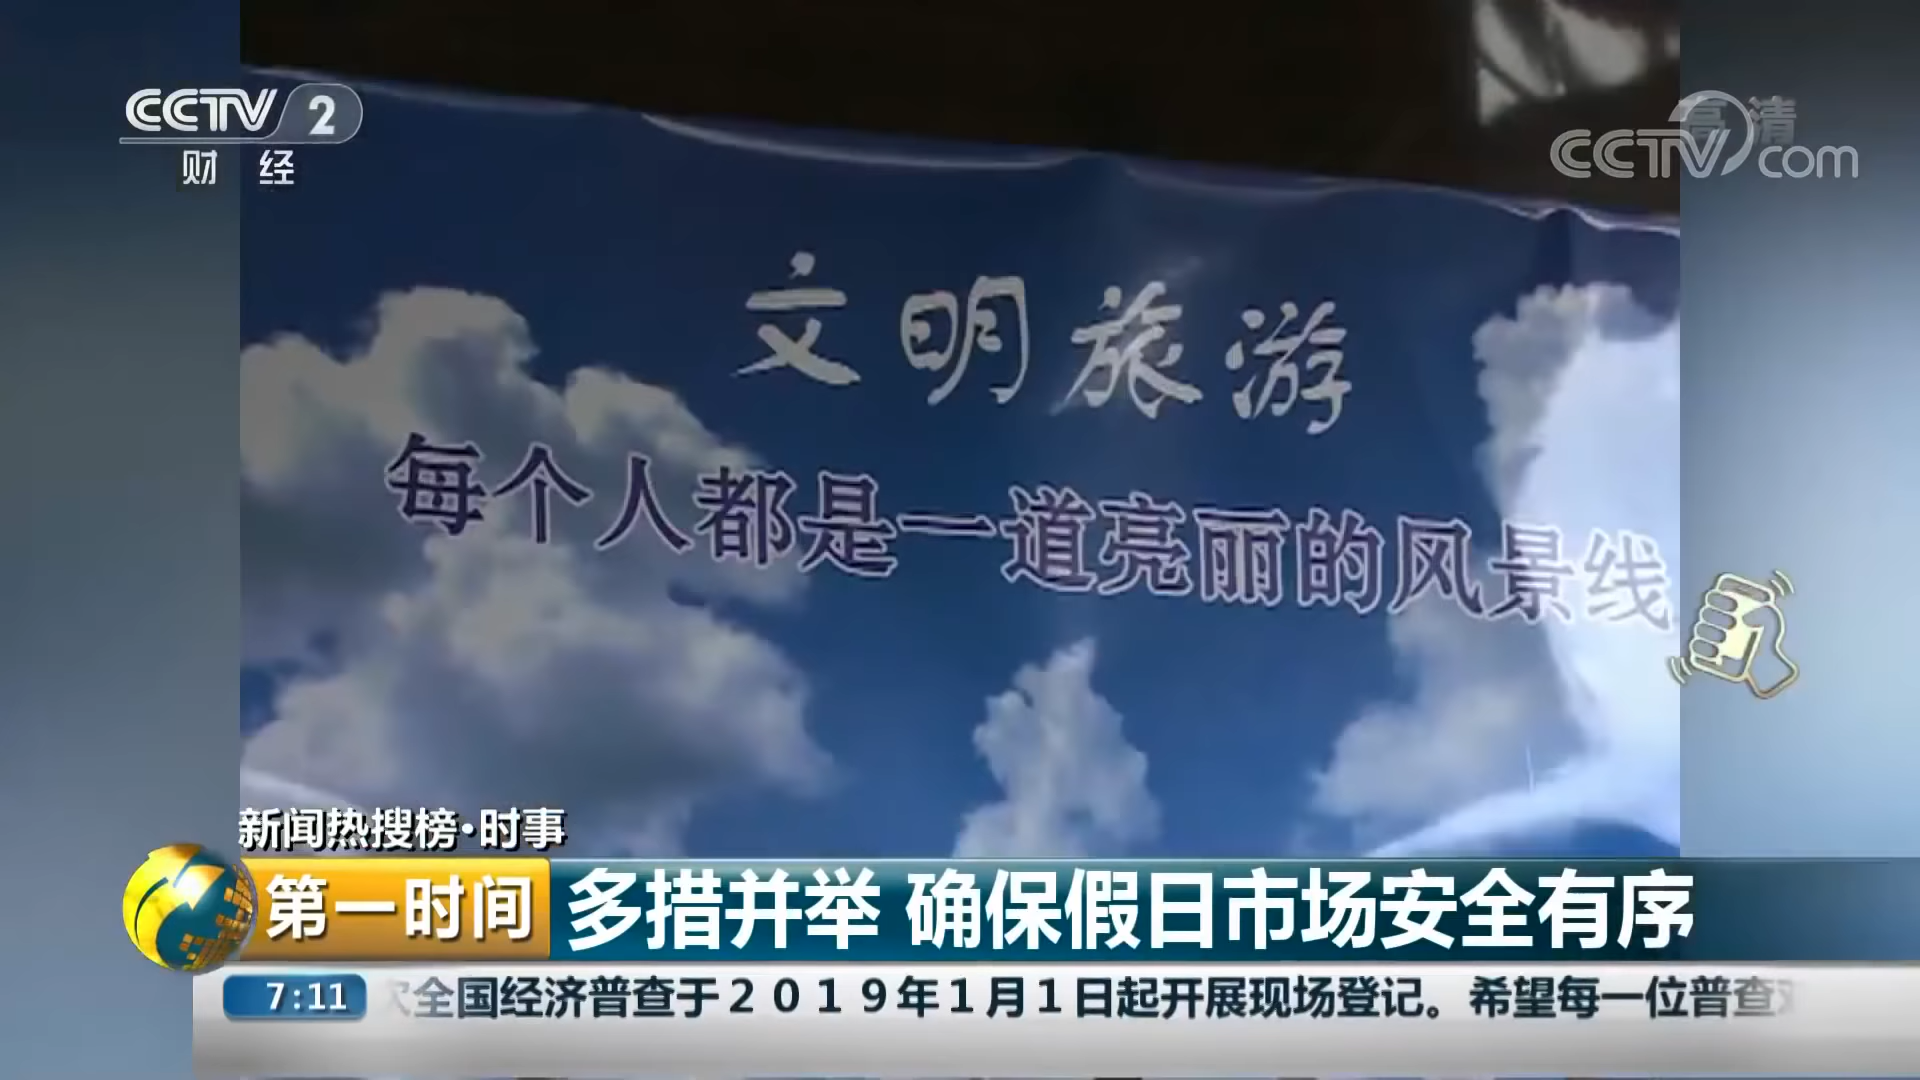 CCTV 2
财 经
高清
CCTV.com
文明旅游
每个人都是一道亮丽的风景线
新闻热搜榜·时事
第一时间
多措并举 确保假日市场安全有序
7:11
次全国经济普查于2019年1月1日起开展现场登记。希望每一位普查